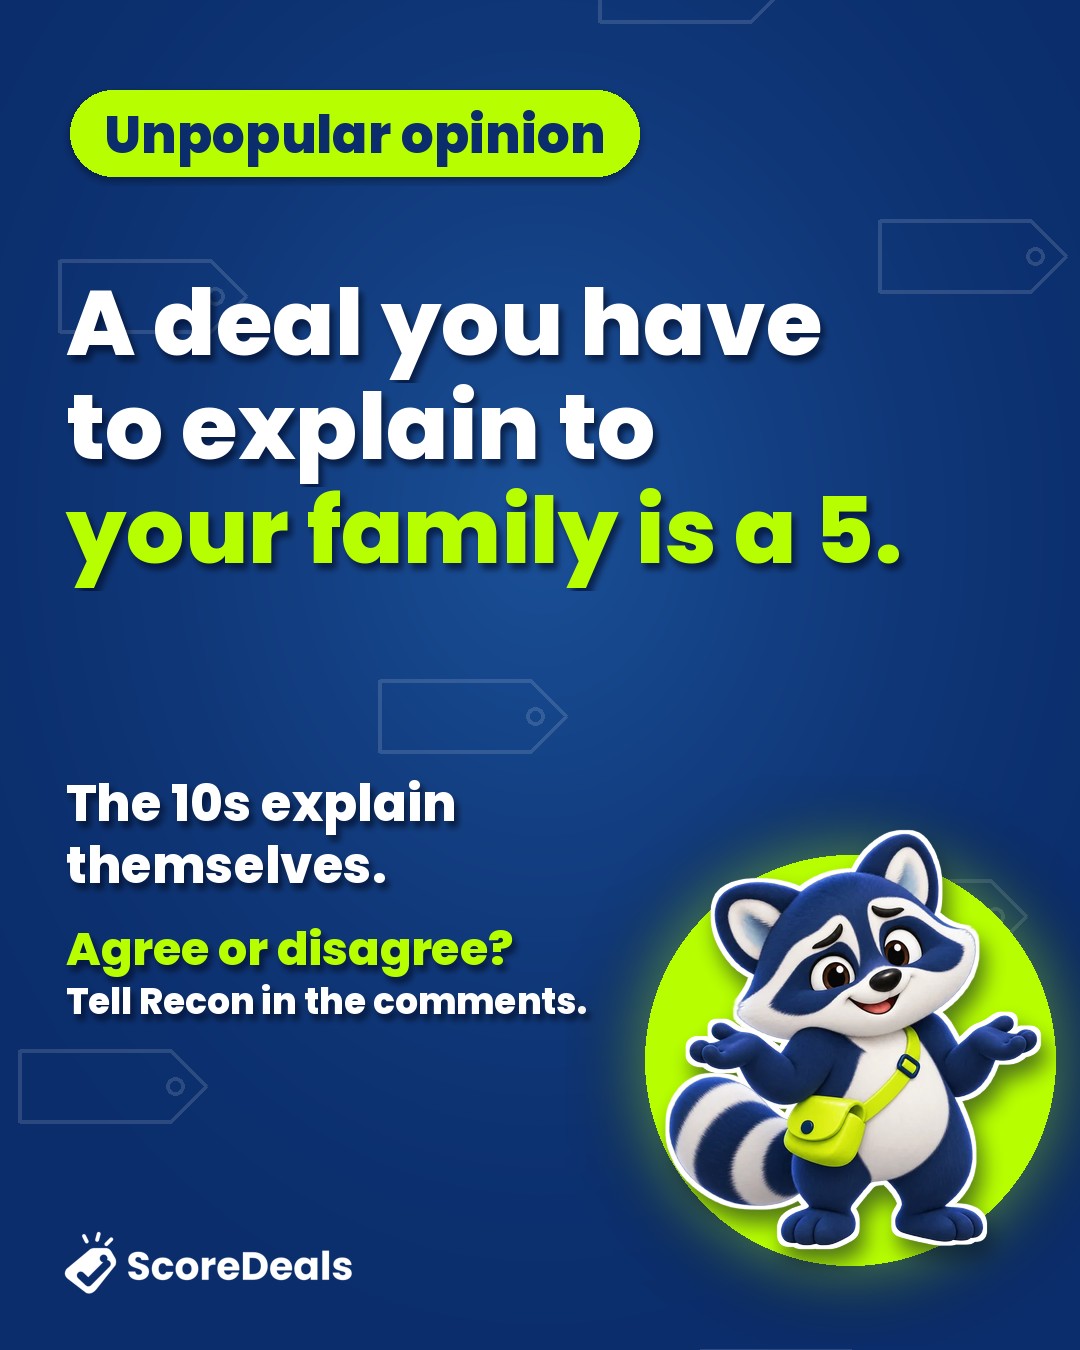 Unpopular opinion
A deal you have
to explain to
your family is a 5.
The 10s explain
themselves.
Agree or disagree?
Tell Recon in the comments.
ScoreDeals